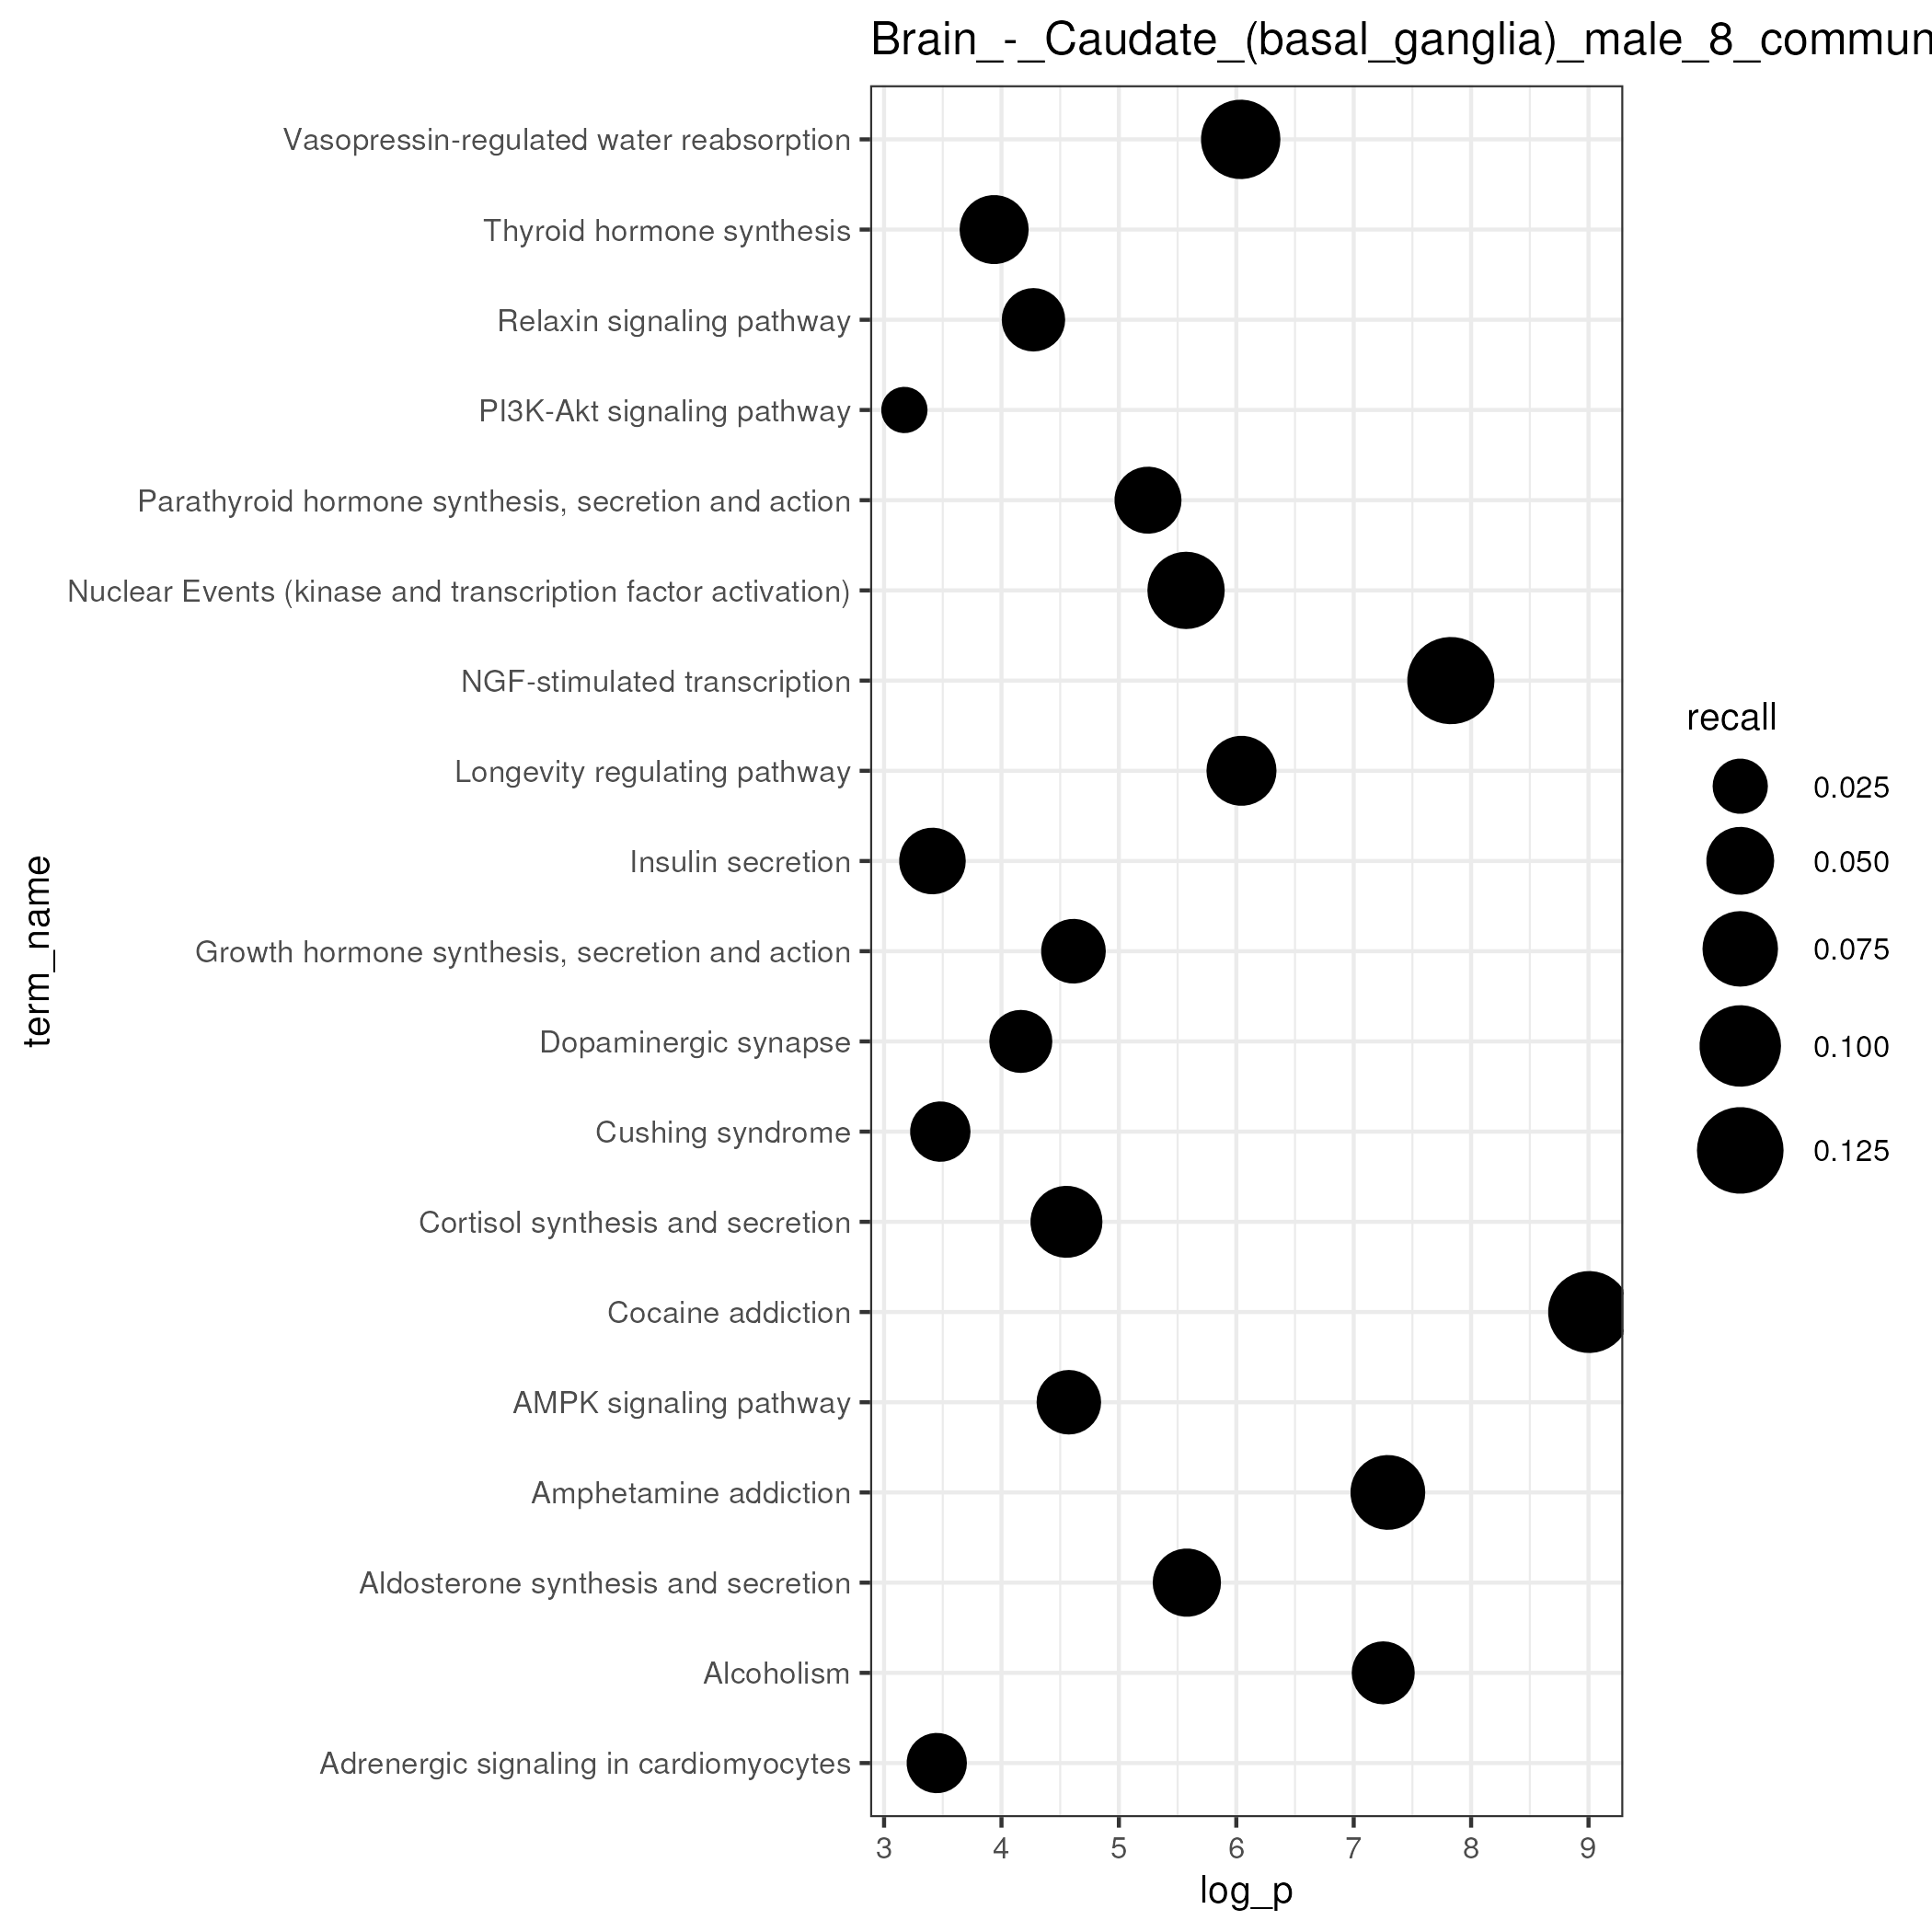 Brain_-_Caudate_(basal_ganglia)_male_8_commun
Vasopressin-regulated water reabsorption
Thyroid hormone synthesis
Relaxin signaling pathway
PI3K-Akt signaling pathway
Parathyroid hormone synthesis, secretion and action
Nuclear Events (kinase and transcription factor activation)
NGF-stimulated transcription
Longevity regulating pathway
Insulin secretion
Growth hormone synthesis, secretion and action
Dopaminergic synapse
Cushing syndrome
Cortisol synthesis and secretion
Cocaine addiction
AMPK signaling pathway
Amphetamine addiction
Aldosterone synthesis and secretion
Alcoholism
Adrenergic signaling in cardiomyocytes
term_name
3 4 5 6 7 8 9
log_p
recall
0.025
0.050
0.075
0.100
0.125